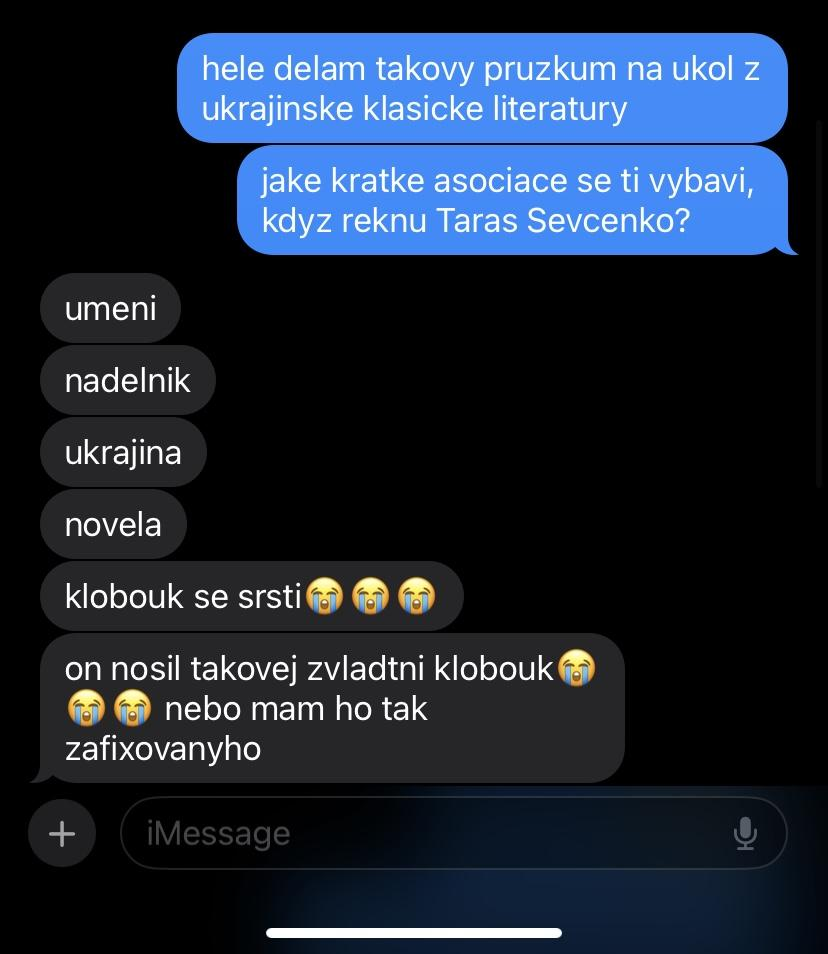 hele delam takovy pruzkum na ukol z
ukrajinske klasicke literatury
jake kratke asociace se ti vybavi,
kdyz reknu Taras Sevcenko?
umeni
nadelnik
ukrajina
novela
klobouk se srsti😭😭😭
on nosil takovej zvladtni klobouk😭
😭😭 nebo mam ho tak
zafixovanyho
iMessage